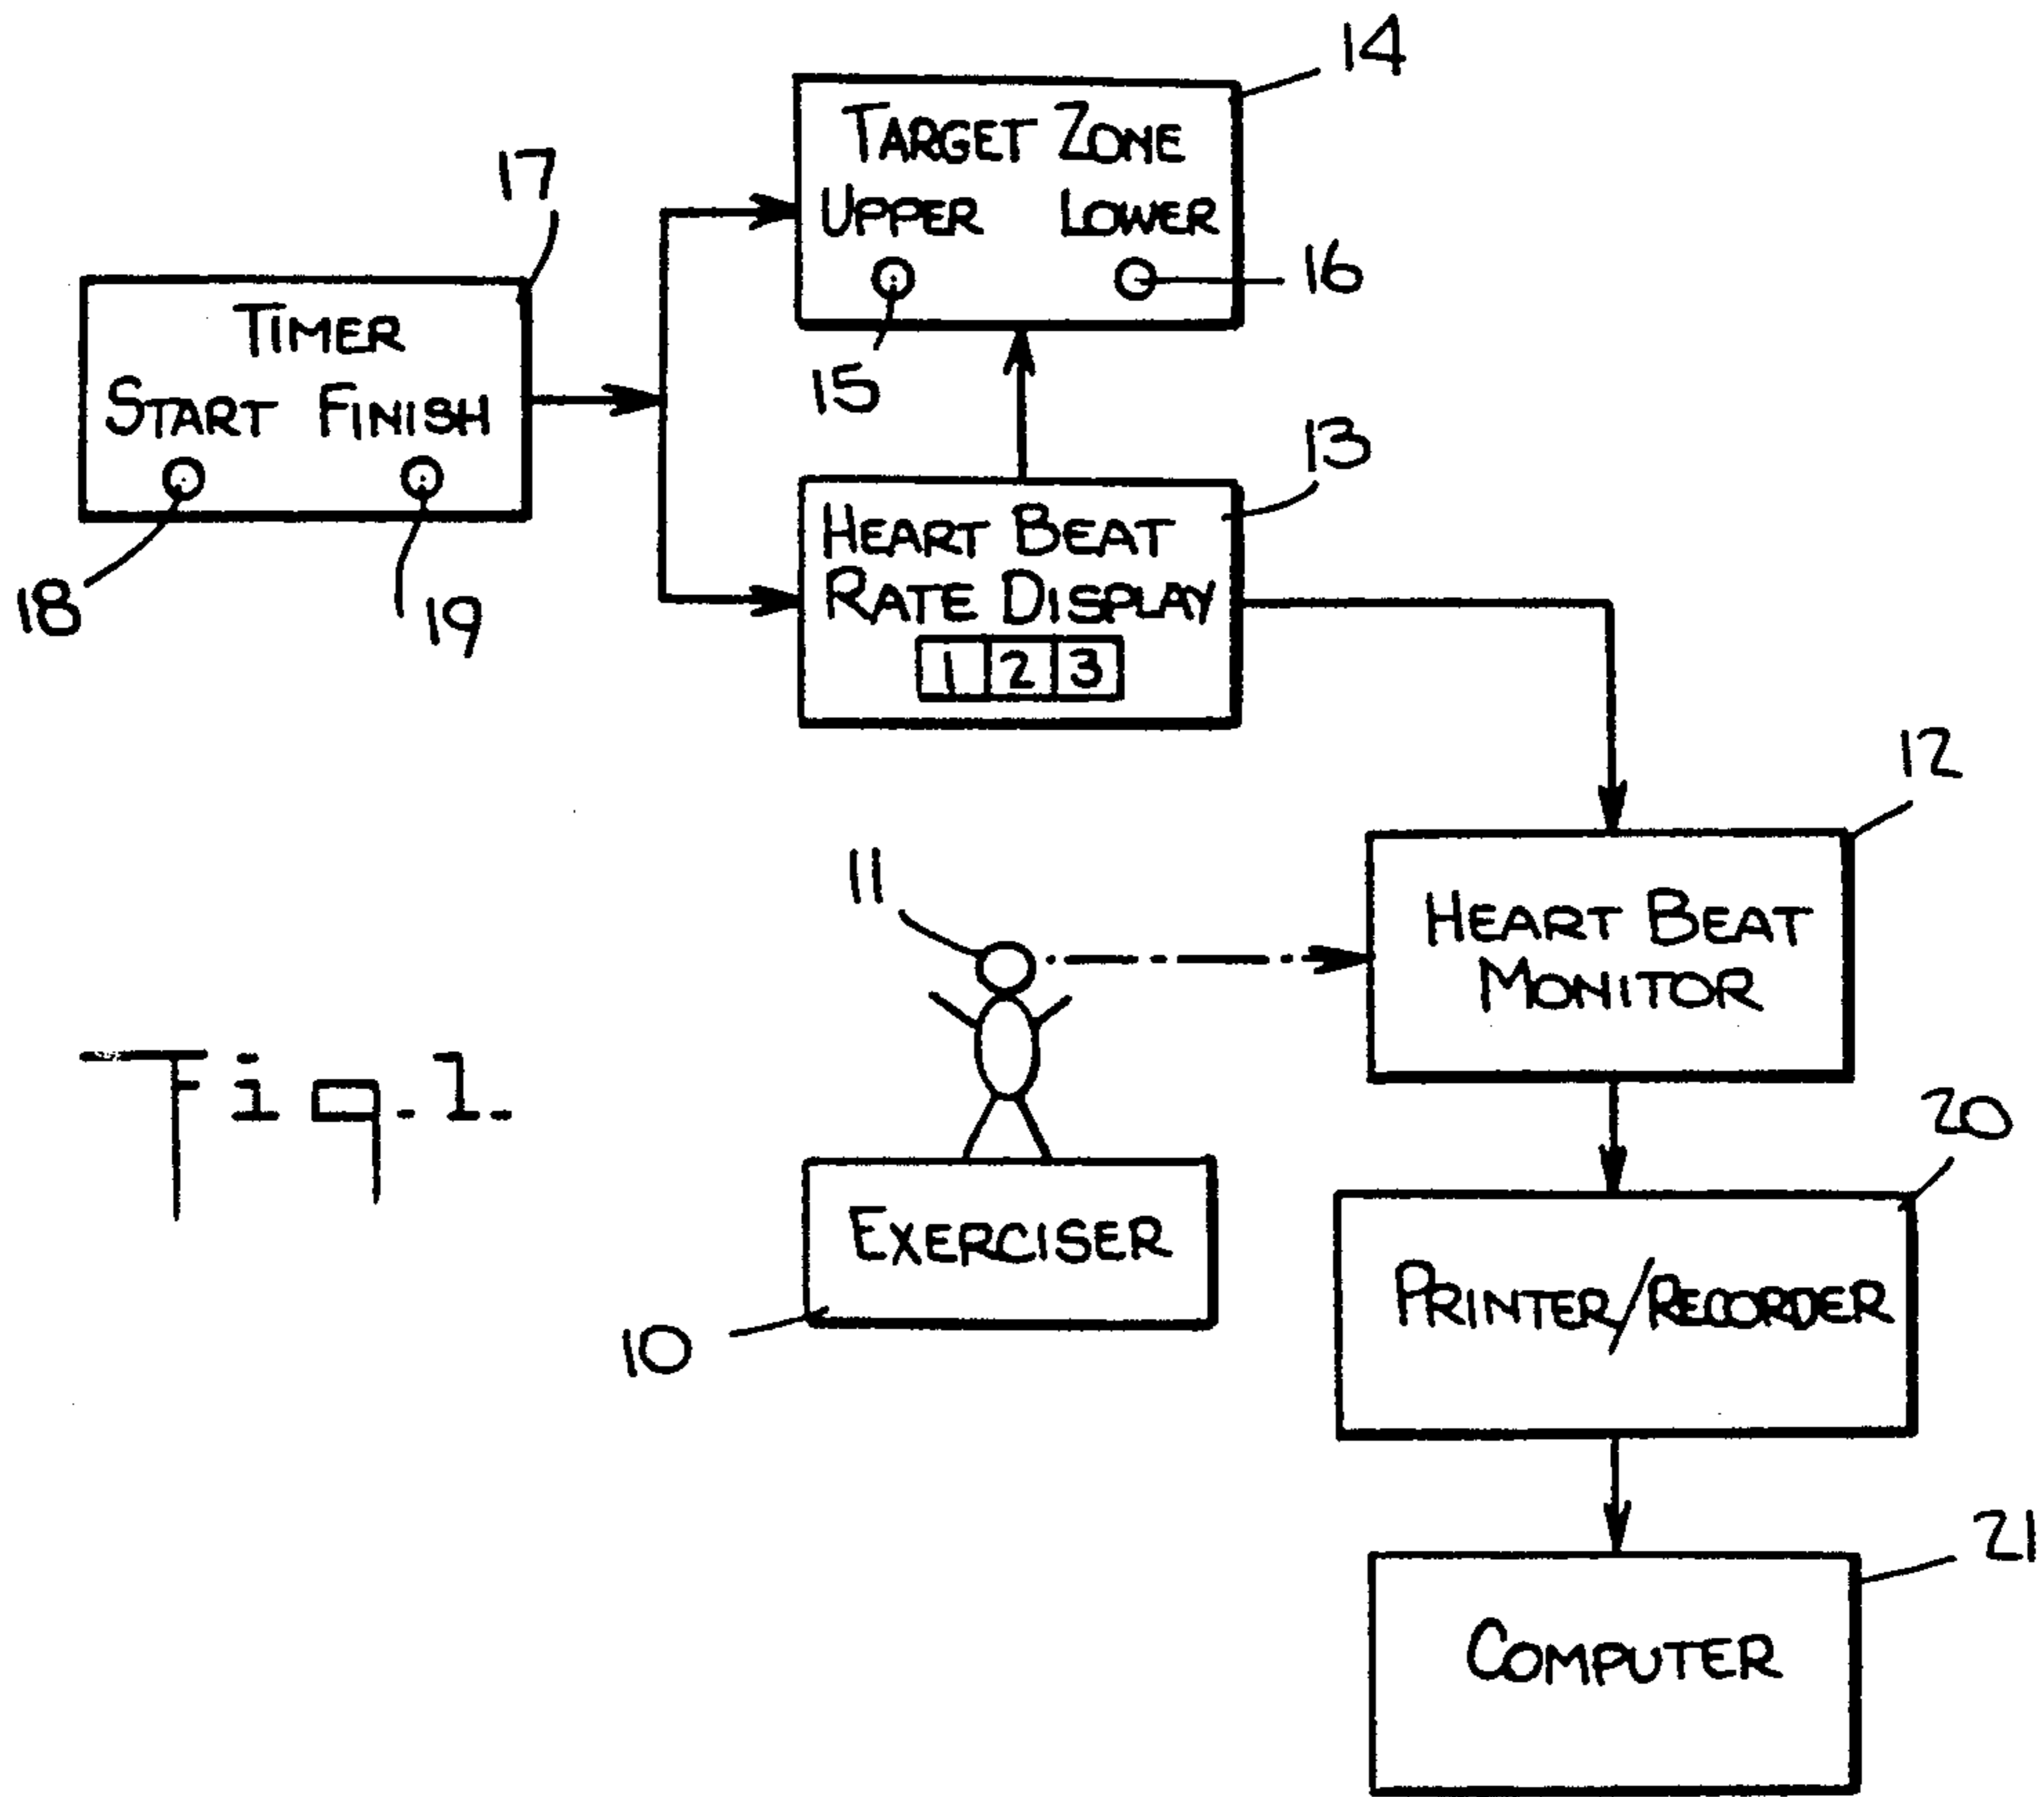 14
TARGET ZONE
UPPER LOWER
16
15
17
TIMER
START FINISH
18
19
13
HEART BEAT
RATE DISPLAY
1 2 3
12
HEART BEAT
MONITOR
11
Fig. 1.
EXERCISER
10
20
PRINTER/RECORDER
21
COMPUTER